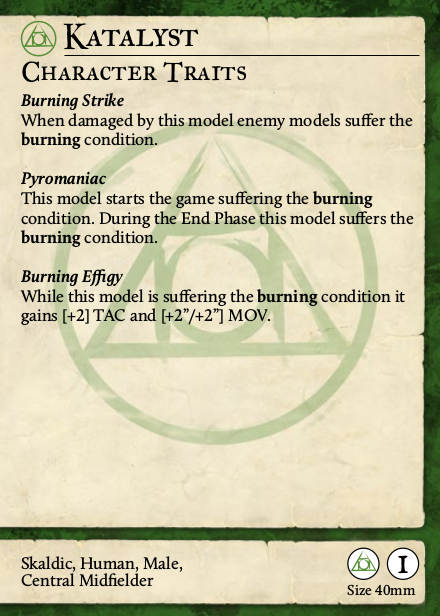 Katalyst
Character Traits
Burning Strike
When damaged by this model enemy models suffer the
burning condition.
Pyromaniac
This model starts the game suffering the burning
condition. During the End Phase this model suffers the
burning condition.
Burning Effigy
While this model is suffering the burning condition it
gains [+2] TAC and [+2”/+2”] MOV.
Skaldic, Human, Male,
Central Midfielder
I
Size 40mm